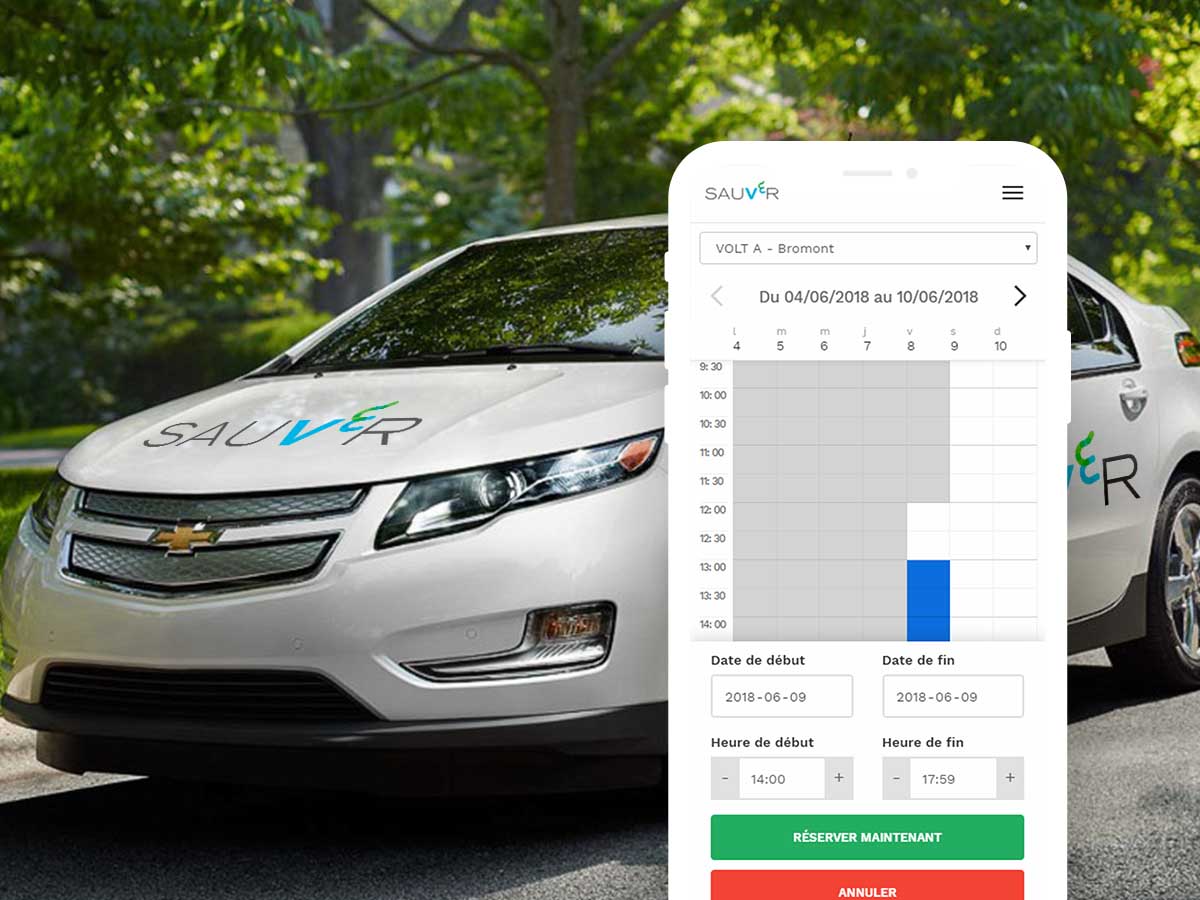 SAUVÉR
VOLT A - Bromont
Du 04/06/2018 au 10/06/2018
l m m j v s d
4 5 6 7 8 9 10
9:30
10:00
10:30
11:00
11:30
12:00
12:30
13:00
13:30
14:00
Date de début Date de fin
2018-06-09 2018-06-09
Heure de début Heure de fin
- 14:00 + - 17:59 +
RÉSERVER MAINTENANT
ANNULER
SAUVÉR
ÉR